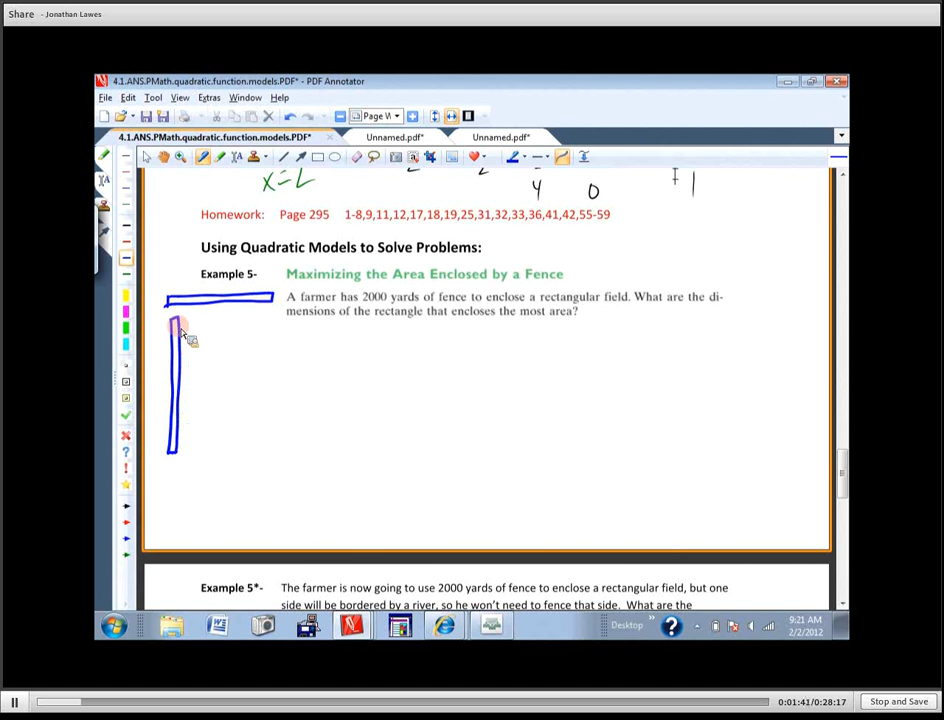 Share - Jonathan Lawes
4.1.ANS.PMath.quadratic.function.models.PDF* - PDF Annotator
File Edit Tool View Extras Window Help
Page W
4.1.ANS.PMath.quadratic.function.models.PDF* Unnamed.pdf* Unnamed.pdf*
x=L
4 0 1
Homework: Page 295 1-8,9,11,12,17,18,19,25,31,32,33,36,41,42,55-59
Using Quadratic Models to Solve Problems:
Example 5- Maximizing the Area Enclosed by a Fence
A farmer has 2000 yards of fence to enclose a rectangular field. What are the di-
mensions of the rectangle that encloses the most area?
Example 5*- The farmer is now going to use 2000 yards of fence to enclose a rectangular field, but one
side will be bordered by a river, so he won't need to fence that side. What are the
Desktop
9:21 AM
2/2/2012
0:01:41/0:28:17 Stop and Save